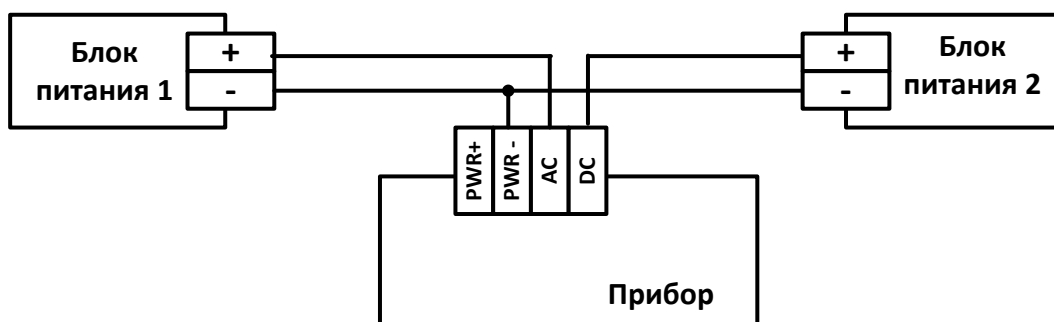 Блок
питания 1
+
-
+
-
Блок
питания 2
PWR+
PWR -
AC
DC
Прибор